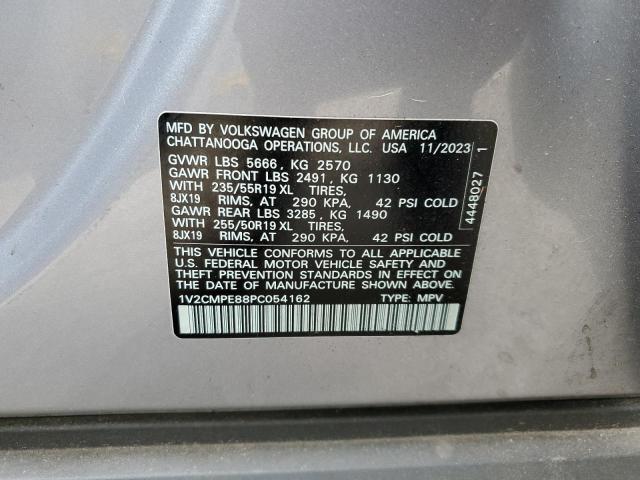 MFD BY VOLKSWAGEN GROUP OF AMERICA
CHATTANOOGA OPERATIONS, LLC. USA 11/2023
GVWR LBS 5666, KG 2570
GAWR FRONT LBS 2491, KG 1130
WITH 235/55R19 XL TIRES,
8JX19 RIMS, AT 290 KPA, 42 PSI COLD
GAWR REAR LBS 3285, KG 1490
WITH 255/50R19 XL TIRES,
8JX19 RIMS, AT 290 KPA, 42 PSI COLD
THIS VEHICLE CONFORMS TO ALL APPLICABLE
U.S. FEDERAL MOTOR VEHICLE SAFETY AND
THEFT PREVENTION STANDARDS IN EFFECT ON
THE DATE OF MANUFACTURE SHOWN ABOVE.
1V2CMPE88PC054162 TYPE: MPV
4448027 1